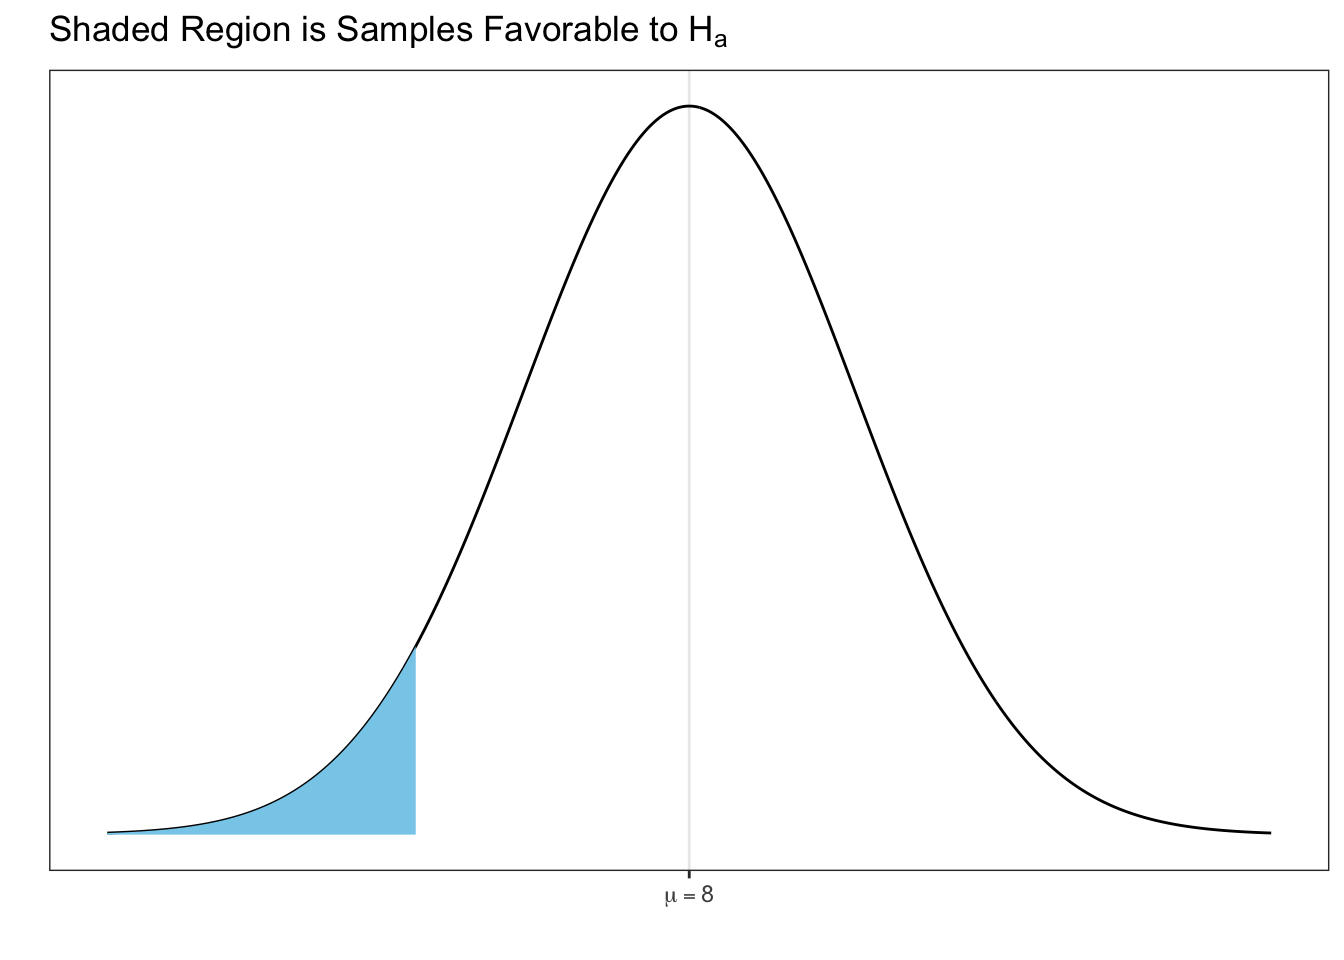 Shaded Region is Samples Favorable to Hₐ
μ = 8